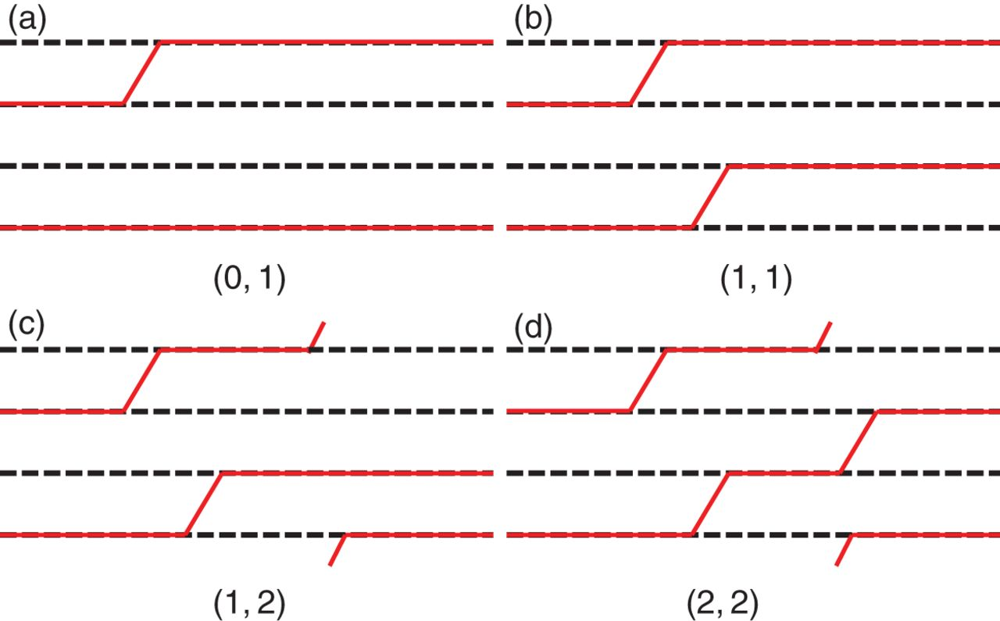 (a)
(b)
(0, 1)
(1, 1)
(c)
(d)
(1, 2)
(2, 2)